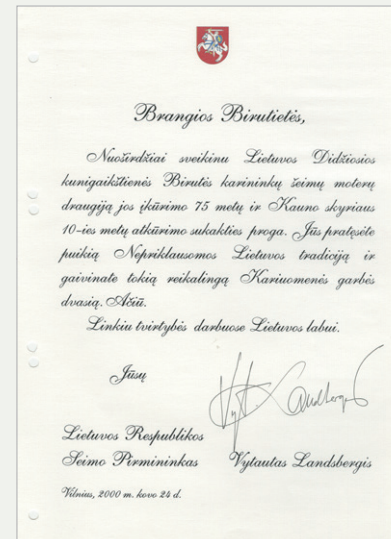 Brangios Birutietės,
Nuoširdžiai sveikinu Lietuvos Didžiosios
kunigaikštienės Birutės karininkų šeimų moterų
draugiją jos įkūrimo 75 metų ir Kauno skyriaus
10-ies metų atkūrimo sukakties proga. Jūs pratęsėte
puikią Nepriklausomos Lietuvos tradiciją ir
gaivinate tokią reikalingą Kariuomenės garbės
dvasią. Ačiū.
Linkiu tvirtybės darbuose Lietuvos labui.
Jūsų
Lietuvos Respublikos
Seimo Pirmininkas Vytautas Landsbergis
Vilnius, 2000 m. kovo 24 d.